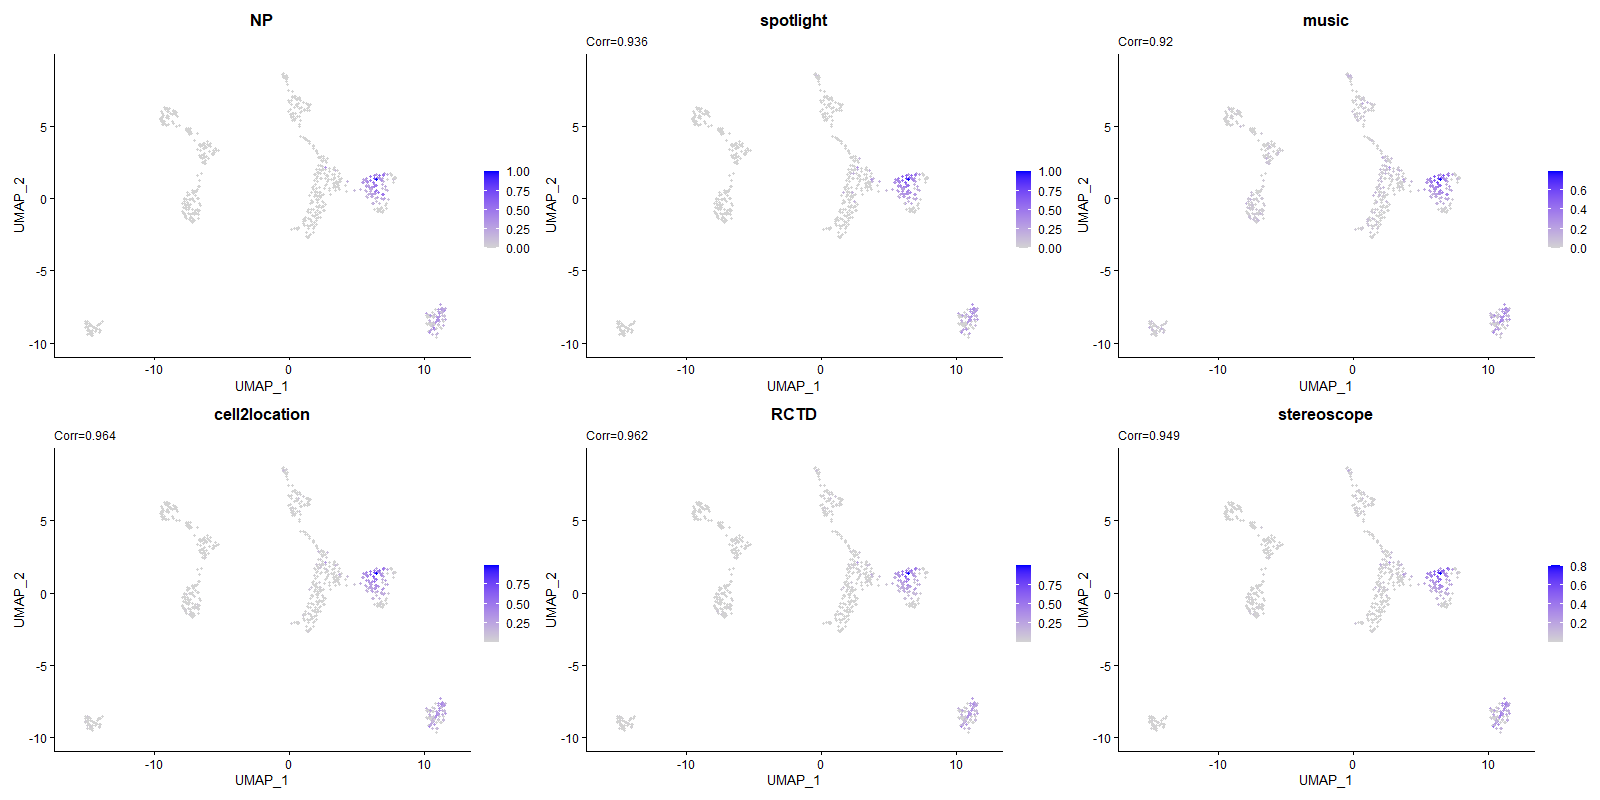 NP
spotlight
music
Corr=0.936
Corr=0.92
5
0
-5
-10
-10
0
10
UMAP_1
UMAP_2
1.00
0.75
0.50
0.25
0.00
5
0
-5
-10
-10
0
10
UMAP_1
UMAP_2
1.00
0.75
0.50
0.25
0.00
5
0
-5
-10
-10
0
10
UMAP_1
UMAP_2
0.6
0.4
0.2
0.0
cell2location
RCTD
stereoscope
Corr=0.964
Corr=0.962
Corr=0.949
5
0
-5
-10
-10
0
10
UMAP_1
UMAP_2
0.75
0.50
0.25
5
0
-5
-10
-10
0
10
UMAP_1
UMAP_2
0.75
0.50
0.25
5
0
-5
-10
-10
0
10
UMAP_1
UMAP_2
0.8
0.6
0.4
0.2